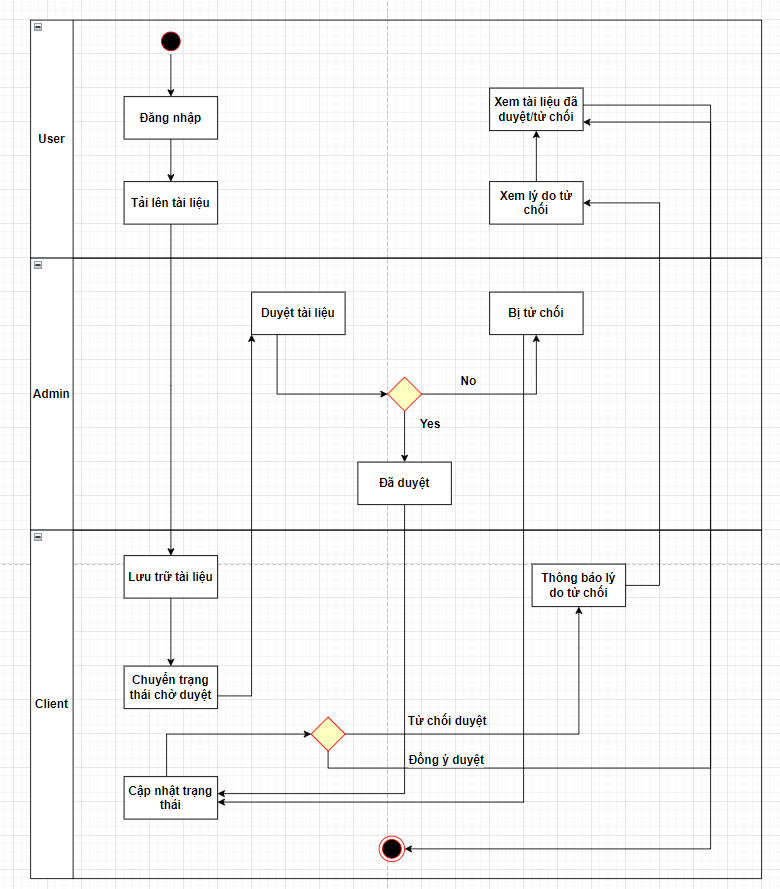 User
Đăng nhập
Tải lên tài liệu
Xem tài liệu đã
duyệt/từ chối
Xem lý do từ
chối
Admin
Duyệt tài liệu
Bị từ chối
No
Yes
Đã duyệt
Client
Lưu trữ tài liệu
Thông báo lý
do từ chối
Chuyển trạng
thái chờ duyệt
Từ chối duyệt
Đồng ý duyệt
Cập nhật trạng
thái